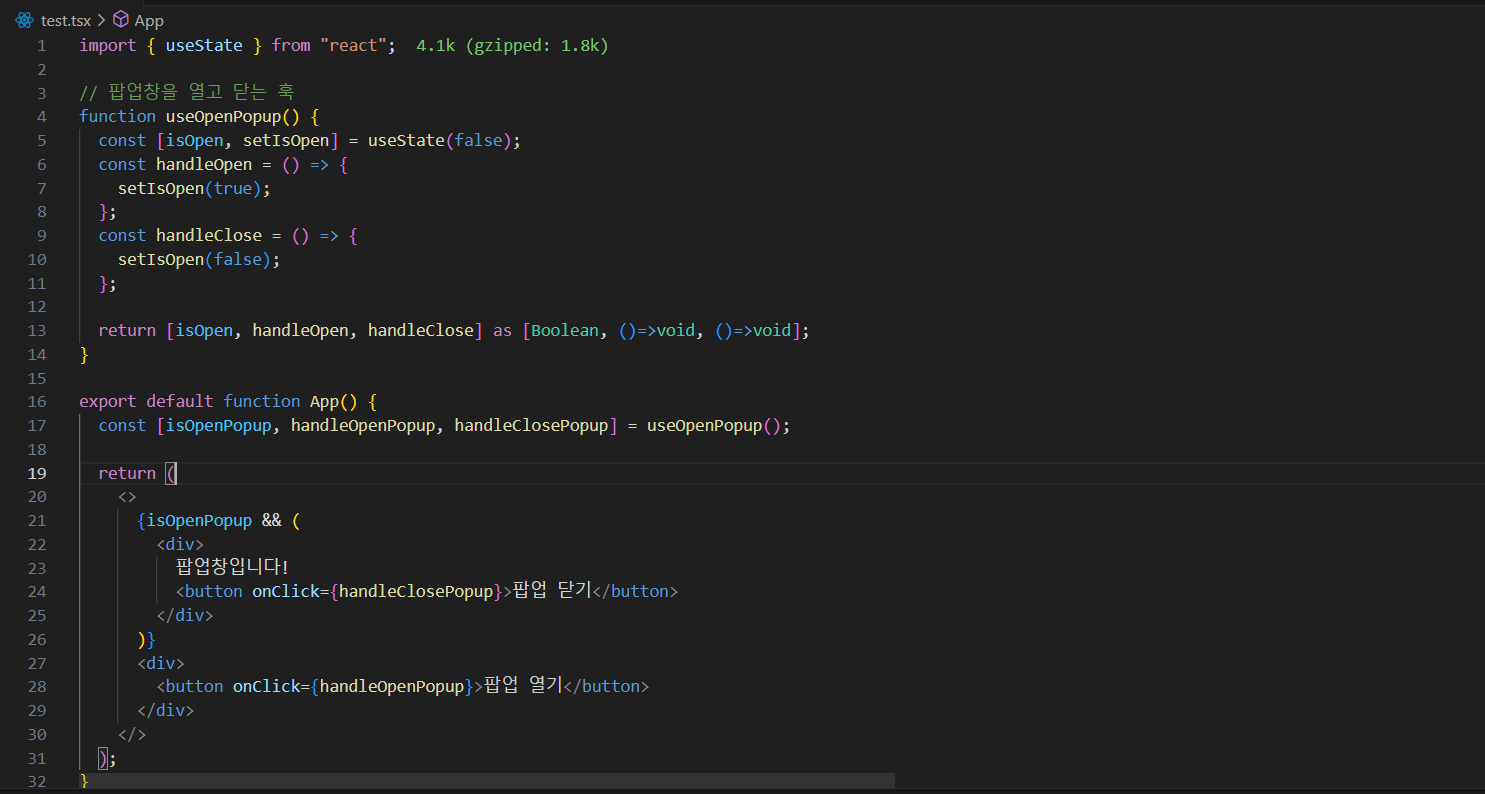 test.tsx > App
1 import { useState } from "react"; 4.1k (gzipped: 1.8k)
2
3 // 팝업창을 열고 닫는 훅
4 function useOpenPopup() {
5   const [isOpen, setIsOpen] = useState(false);
6   const handleOpen = () => {
7     setIsOpen(true);
8   };
9   const handleClose = () => {
10     setIsOpen(false);
11   };
12
13   return [isOpen, handleOpen, handleClose] as [Boolean, ()=>void, ()=>void];
14 }
15
16 export default function App() {
17   const [isOpenPopup, handleOpenPopup, handleClosePopup] = useOpenPopup();
18
19   return (
20     <>
21       {isOpenPopup && (
22         <div>
23           팝업창입니다!
24           <button onClick={handleClosePopup}>팝업 닫기</button>
25         </div>
26       )}
27       <div>
28         <button onClick={handleOpenPopup}>팝업 열기</button>
29       </div>
30     </>
31   );
32 }